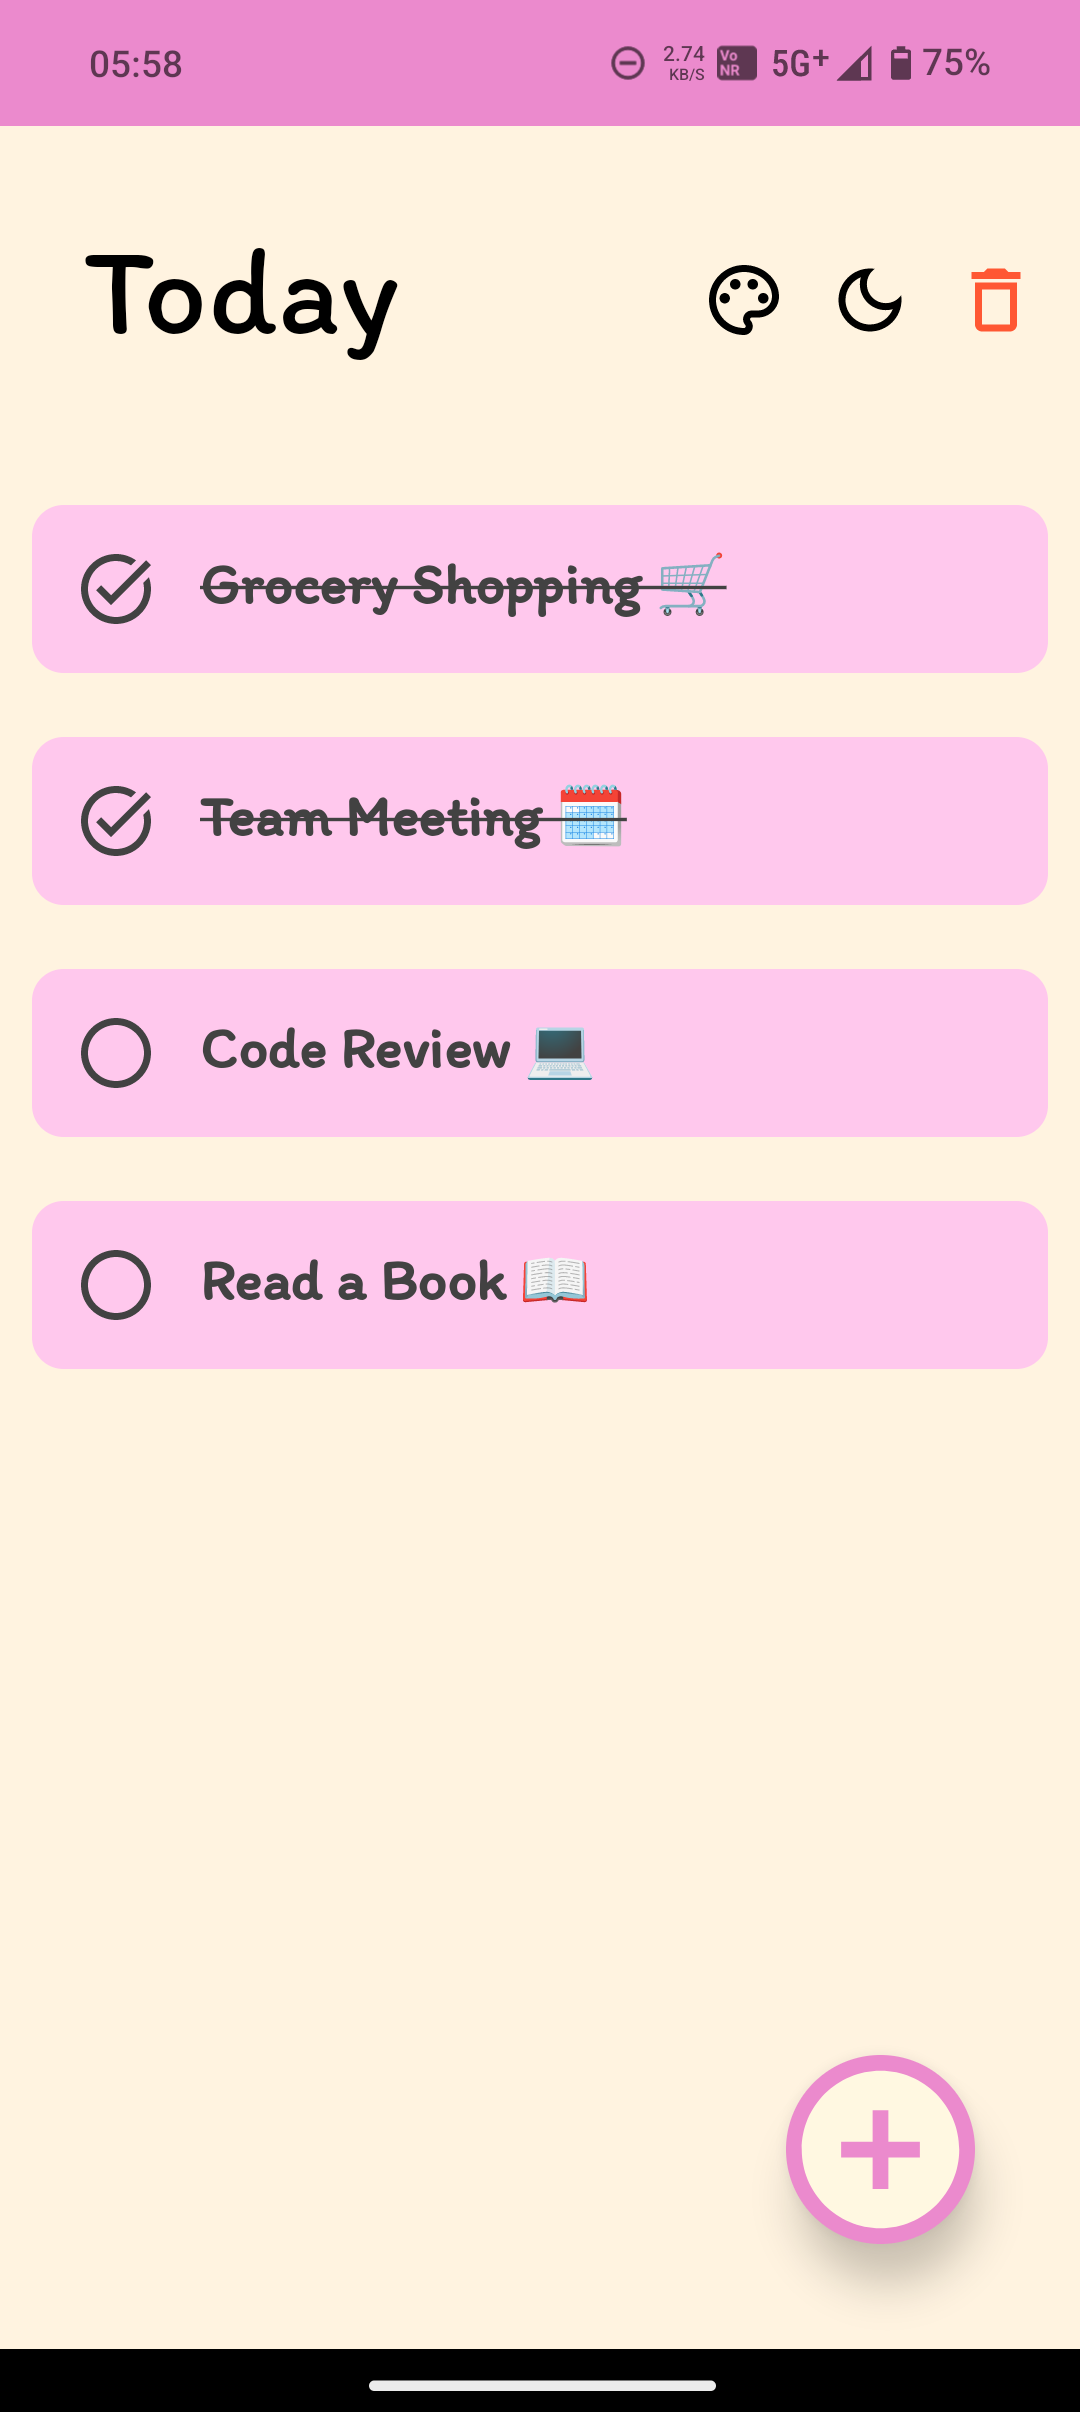 05:58 2.74 KB/S Vo NR 5G+ 75%
Today
Grocery Shopping 🛒
Team Meeting 🗓️
Code Review 💻
Read a Book 📖